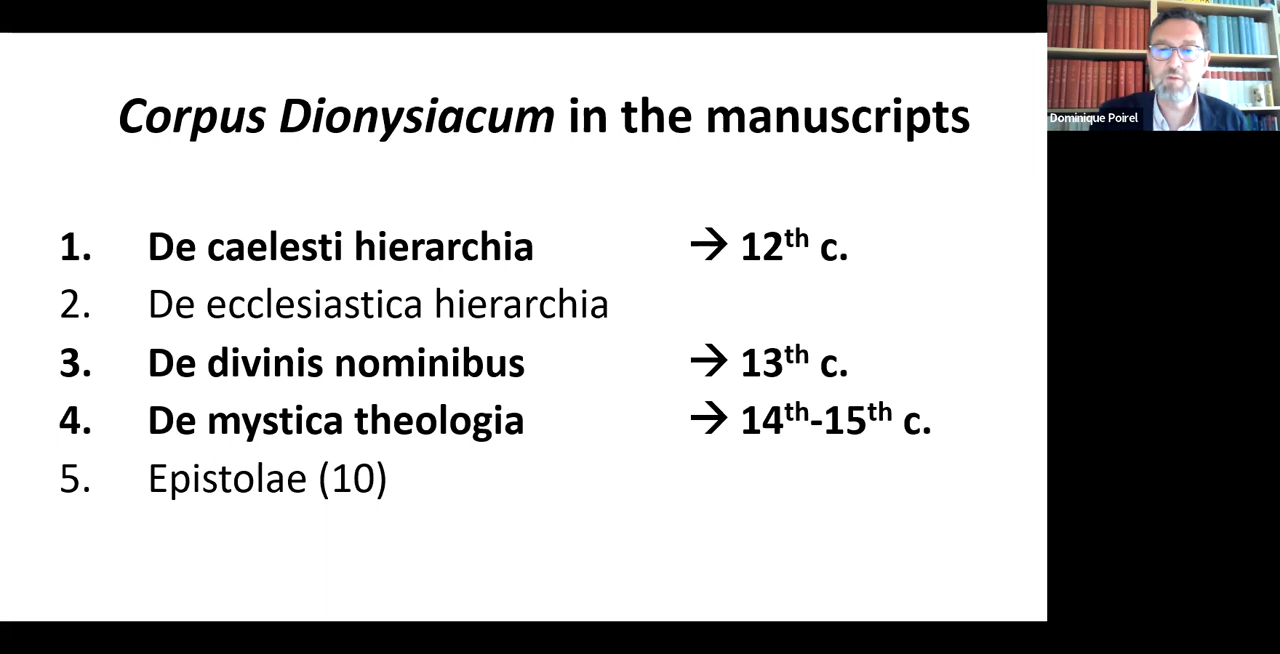 Corpus Dionysiacum in the manuscripts
Dominique Poirel
1. De caelesti hierarchia → 12th c.
2. De ecclesiastica hierarchia
3. De divinis nominibus → 13th c.
4. De mystica theologia → 14th-15th c.
5. Epistolae (10)